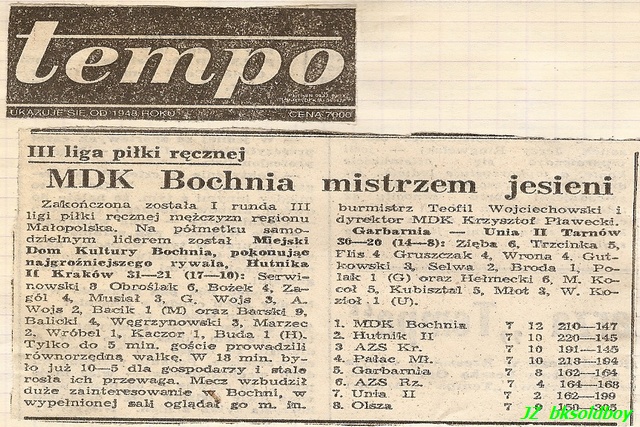 tempo
UKAZUJE SIĘ OD 1948 ROKU
CENA 7000
III liga piłki ręcznej
MDK Bochnia mistrzem jesieni
Zakończona została I runda III
ligi piłki ręcznej mężczyzn regionu
Małopolska. Na półmetku samo-
dzielnym liderem został Miejski
Dom Kultury Bochnia, pokonując
najgroźniejszego rywala Hutnika
II Kraków 31—21 (17—10): Serwi-
nowski 8 Obroślak 6, Bożek 4, Za-
gól 4, Musiał 3, G. Wojs 3, A.
Wojs 2, Bacik 1 (M) oraz Barski 9,
Balicki 4, Węgrzynowski 3, Marzec
2, Wróbel 1, Kaczor 1, Buda 1 (H).
Tylko do 5 min. goście prowadzili
równorzędną walkę. W 18 min. by-
ło już 10—5 dla gospodarzy i stale
rosła ich przewaga. Mecz wzbudził
duże zainteresowanie w Bochni, w
wypełnionej sali oglądał go m. in.
burmistrz Teofil Wojciechowski i
dyrektor MDK Krzysztof Pławecki.
Garbarnia — Unia II Tarnów
30—20 (14—8): Zięba 6, Trzcinka 5,
Flis 4 Gruszczak 4, Wrona 4, Gut-
kowski 3, Selwa 2, Broda 1, Po-
lak 1 (G) oraz Hełmecki 6, M. Ko-
coł 5, Kubisztal 5, Młot 3, W. Ko-
zioł 1 (U).
1. MDK Bochnia 7 12 210—147
2. Hutnik II 7 10 220—145
3. AZS Kr. 7 10 191—145
4. Pałac Mł. 7 10 218—194
5. Garbarnia 7 8 162—164
6. AZS Rz. 7 4 164—168
7. Unia II 7 2 162—199
8. Olsza 7 0 150—305
JZ bksoldboy